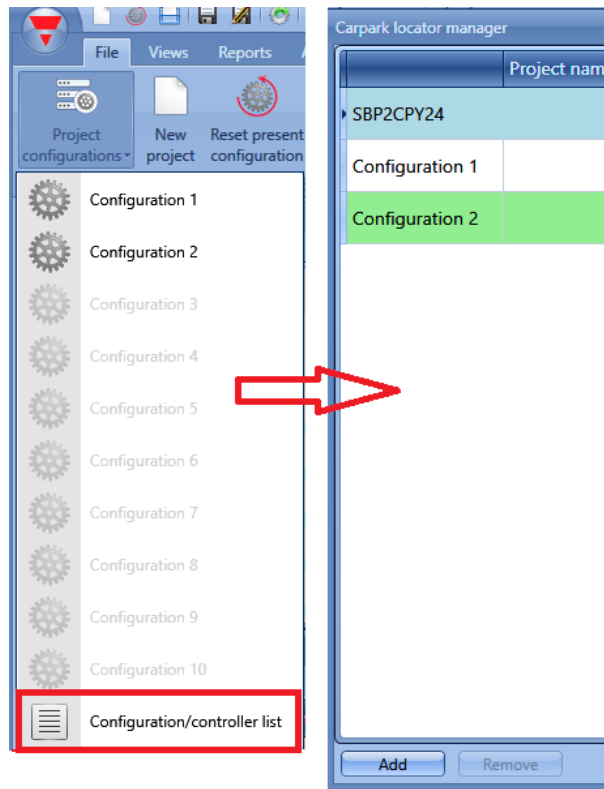 File Views Reports
Project configurations
New project
Reset present configuration
Configuration 1
Configuration 2
Configuration 3
Configuration 4
Configuration 5
Configuration 6
Configuration 7
Configuration 8
Configuration 9
Configuration 10
Configuration/controller list
Carpark locator manager
Project nam
SBP2CPY24
Configuration 1
Configuration 2
Add Remove